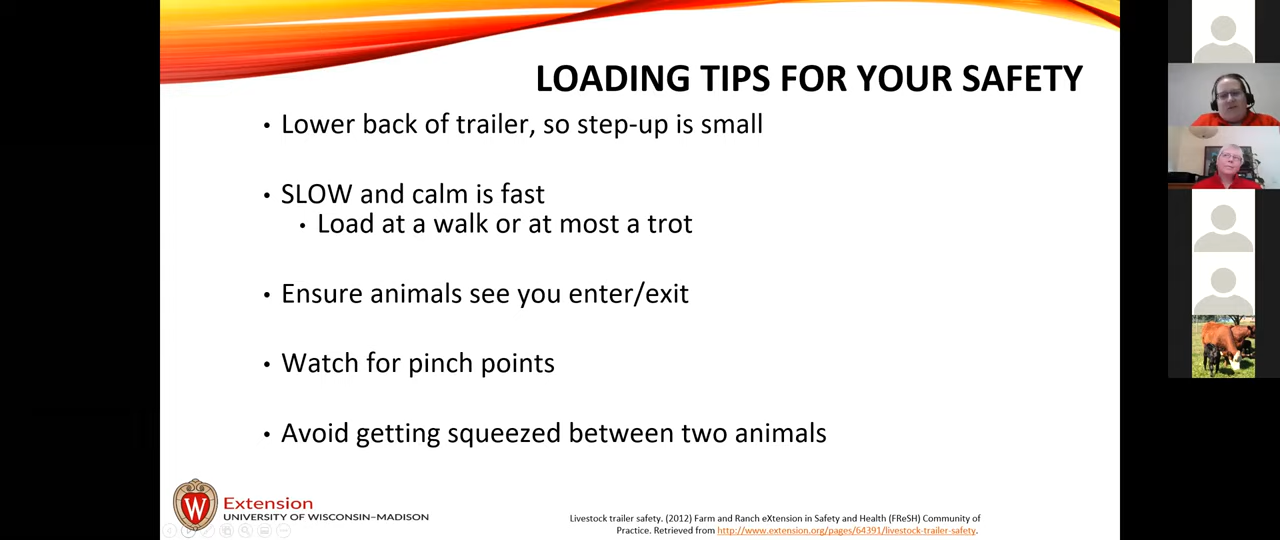 LOADING TIPS FOR YOUR SAFETY
• Lower back of trailer, so step-up is small
• SLOW and calm is fast
• Load at a walk or at most a trot
• Ensure animals see you enter/exit
• Watch for pinch points
• Avoid getting squeezed between two animals
W
Extension
UNIVERSITY OF WISCONSIN–MADISON
Livestock trailer safety. (2012) Farm and Ranch eXtension in Safety and Health (FReSH) Community of
Practice. Retrieved from http://www.extension.org/pages/64391/livestock-trailer-safety.